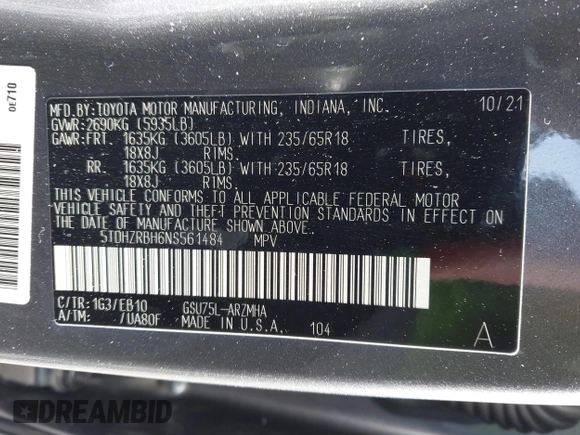 0E710
MFD.BY:TOYOTA MOTOR MANUFACTURING, INDIANA, INC. 10/21
GVWR:2690KG (5935LB)
GAWR:FRT. 1635KG (3605LB) WITH 235/65R18 TIRES,
18X8J RIMS.
RR. 1635KG (3605LB) WITH 235/65R18 TIRES,
18X8J RIMS.
THIS VEHICLE CONFORMS TO ALL APPLICABLE FEDERAL MOTOR
VEHICLE SAFETY AND THEFT PREVENTION STANDARDS IN EFFECT ON
THE DATE OF MANUFACTURE SHOWN ABOVE.
5TDHZRBH6NS561484 MPV
C/TR:1G3/EB10 GSU75L-ARZMHA
A/TM: /UA80F MADE IN U.S.A. 104 A
DREAMBID